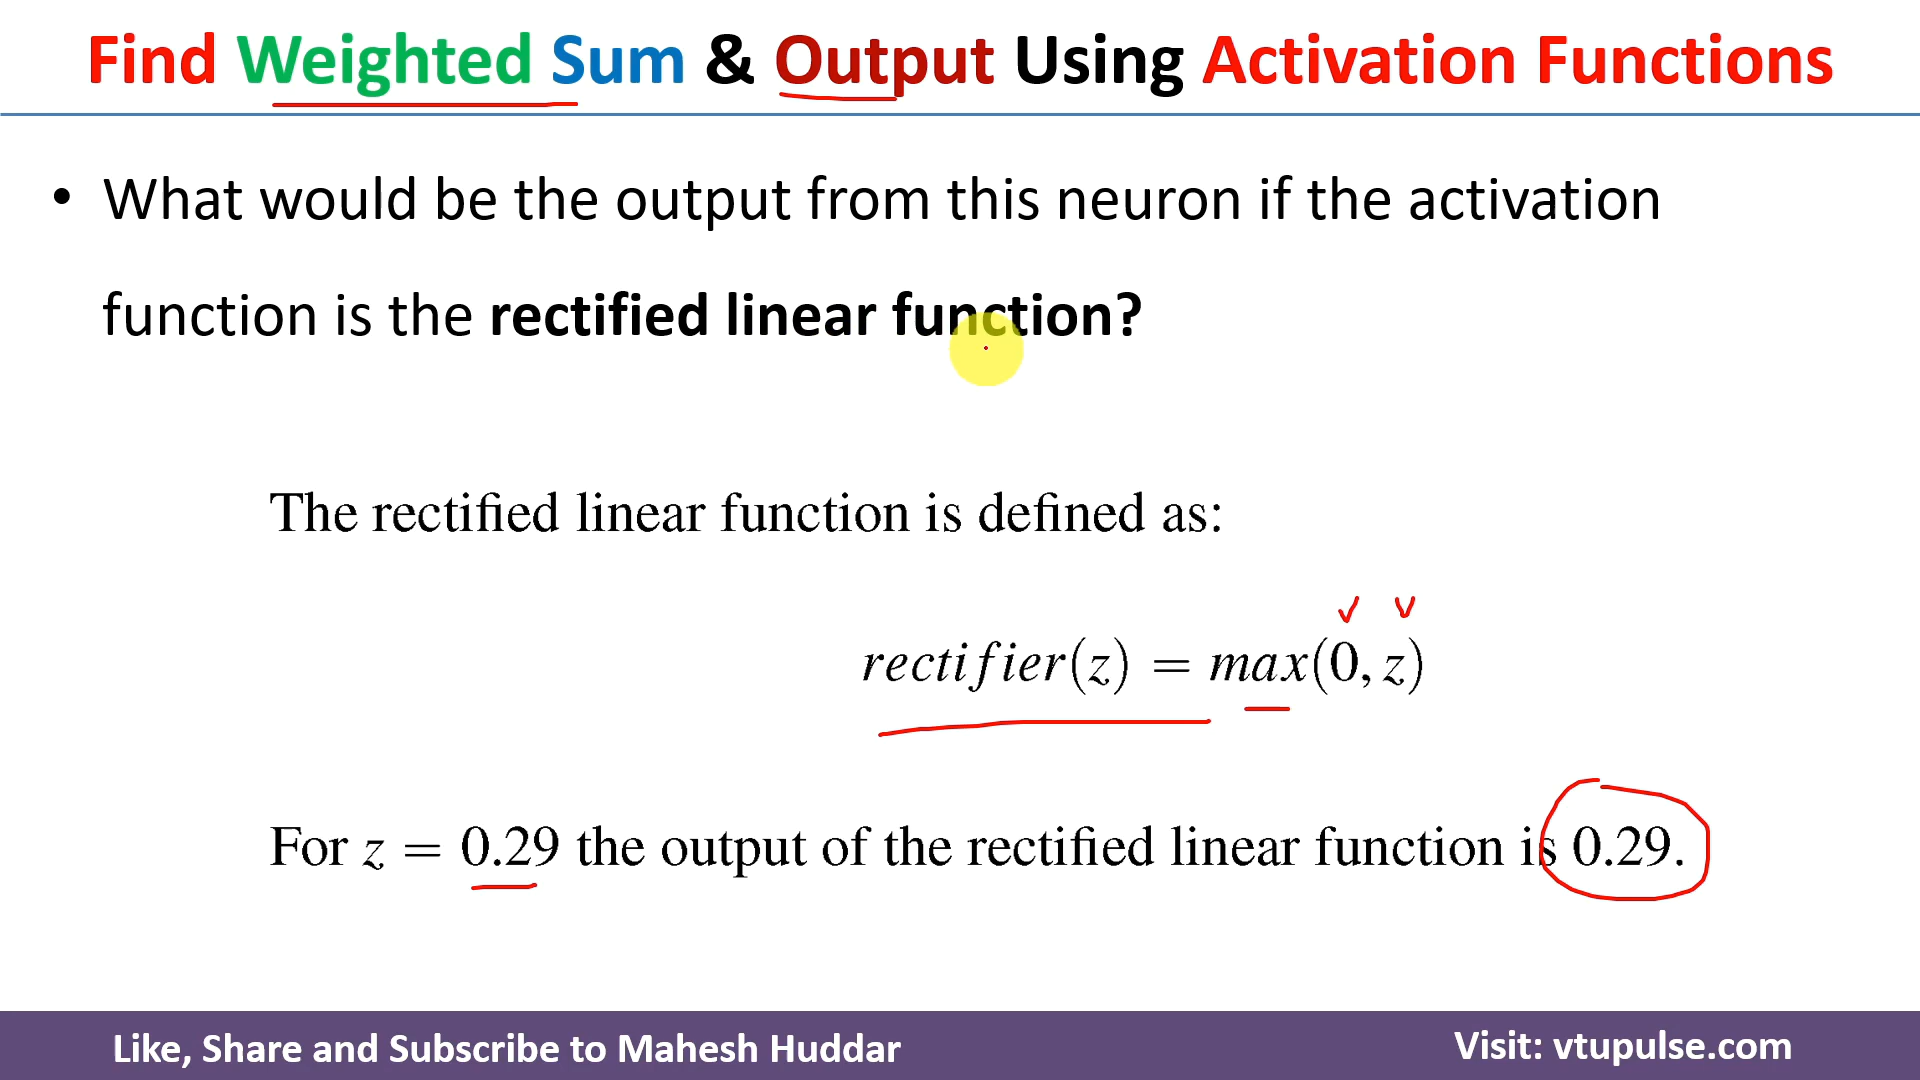 Find Weighted Sum & Output Using Activation Functions
• What would be the output from this neuron if the activation
function is the rectified linear function?
The rectified linear function is defined as:
rectifier(z) = max(0, z)
For z = 0.29 the output of the rectified linear function is 0.29.
Like, Share and Subscribe to Mahesh Huddar
Visit: vtupulse.com